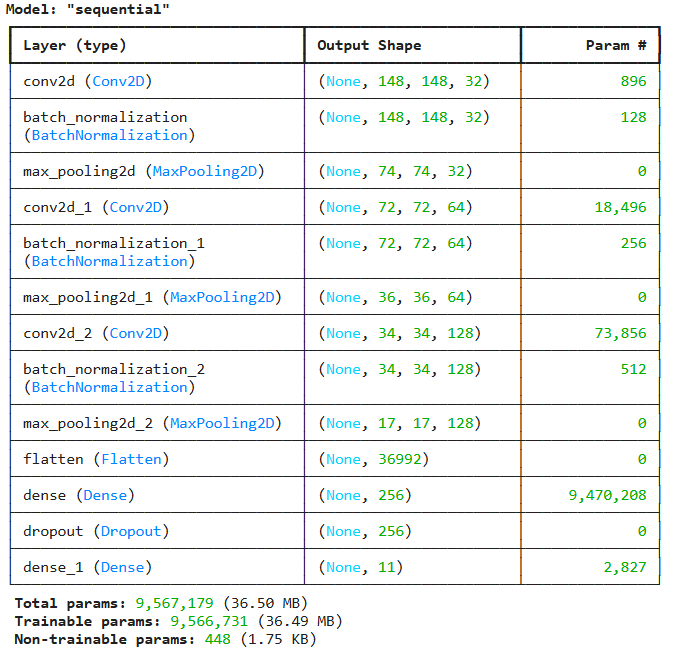 Model: "sequential"
Layer (type) Output Shape Param #
conv2d (Conv2D) (None, 148, 148, 32) 896
batch_normalization (None, 148, 148, 32) 128
(BatchNormalization)
max_pooling2d (MaxPooling2D) (None, 74, 74, 32) 0
conv2d_1 (Conv2D) (None, 72, 72, 64) 18,496
batch_normalization_1 (None, 72, 72, 64) 256
(BatchNormalization)
max_pooling2d_1 (MaxPooling2D) (None, 36, 36, 64) 0
conv2d_2 (Conv2D) (None, 34, 34, 128) 73,856
batch_normalization_2 (None, 34, 34, 128) 512
(BatchNormalization)
max_pooling2d_2 (MaxPooling2D) (None, 17, 17, 128) 0
flatten (Flatten) (None, 36992) 0
dense (Dense) (None, 256) 9,470,208
dropout (Dropout) (None, 256) 0
dense_1 (Dense) (None, 11) 2,827
Total params: 9,567,179 (36.50 MB)
Trainable params: 9,566,731 (36.49 MB)
Non-trainable params: 448 (1.75 KB)